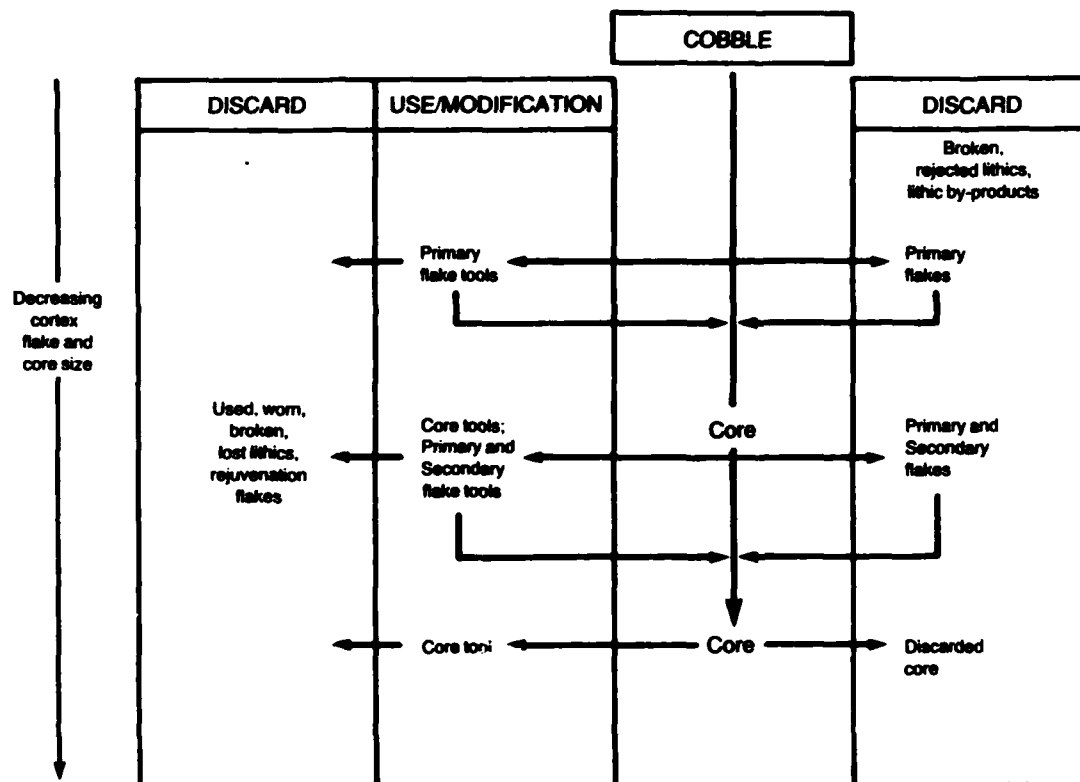 COBBLE
DISCARD
USE/MODIFICATION
DISCARD
Broken,
rejected lithics,
lithic by-products
Primary
flake tools
Primary
flakes
Decreasing
cortex
flake and
core size
Used, worn,
broken,
lost lithics,
rejuvenation
flakes
Core tools;
Primary and
Secondary
flake tools
Core
Primary and
Secondary
flakes
Core tool
Core
Discarded
core